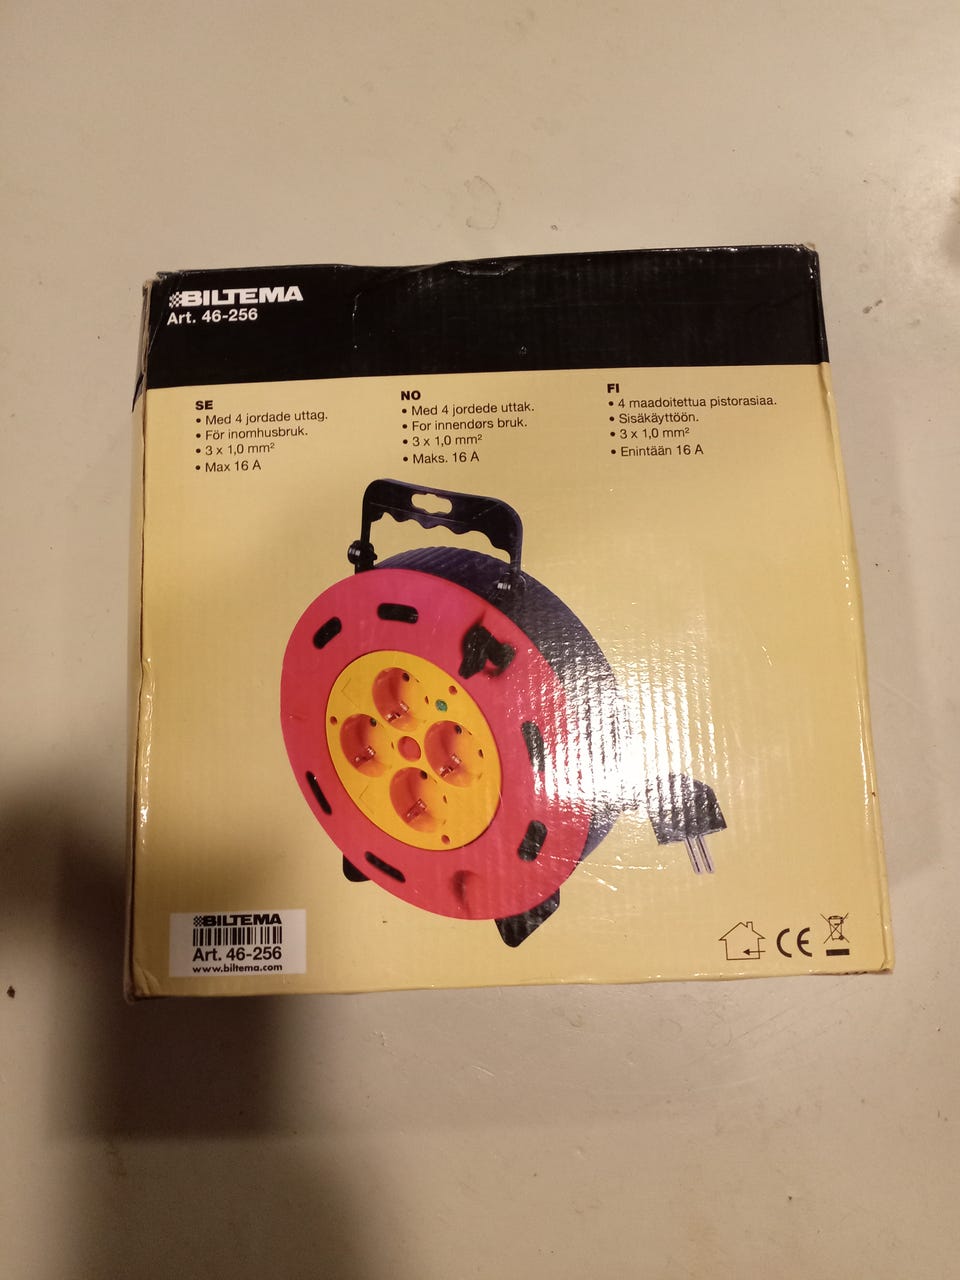 BILTEMA
Art. 46-256
SE
• Med 4 jordade uttag.
• För inomhusbruk.
• 3 x 1,0 mm²
• Max 16 A
NO
• Med 4 jordede uttak.
• For innendørs bruk.
• 3 x 1,0 mm²
• Maks. 16 A
FI
• 4 maadoitettua pistorasiaa.
• Sisäkäyttöön.
• 3 x 1,0 mm²
• Enintään 16 A
BILTEMA
Art. 46-256
www.biltema.com
CE